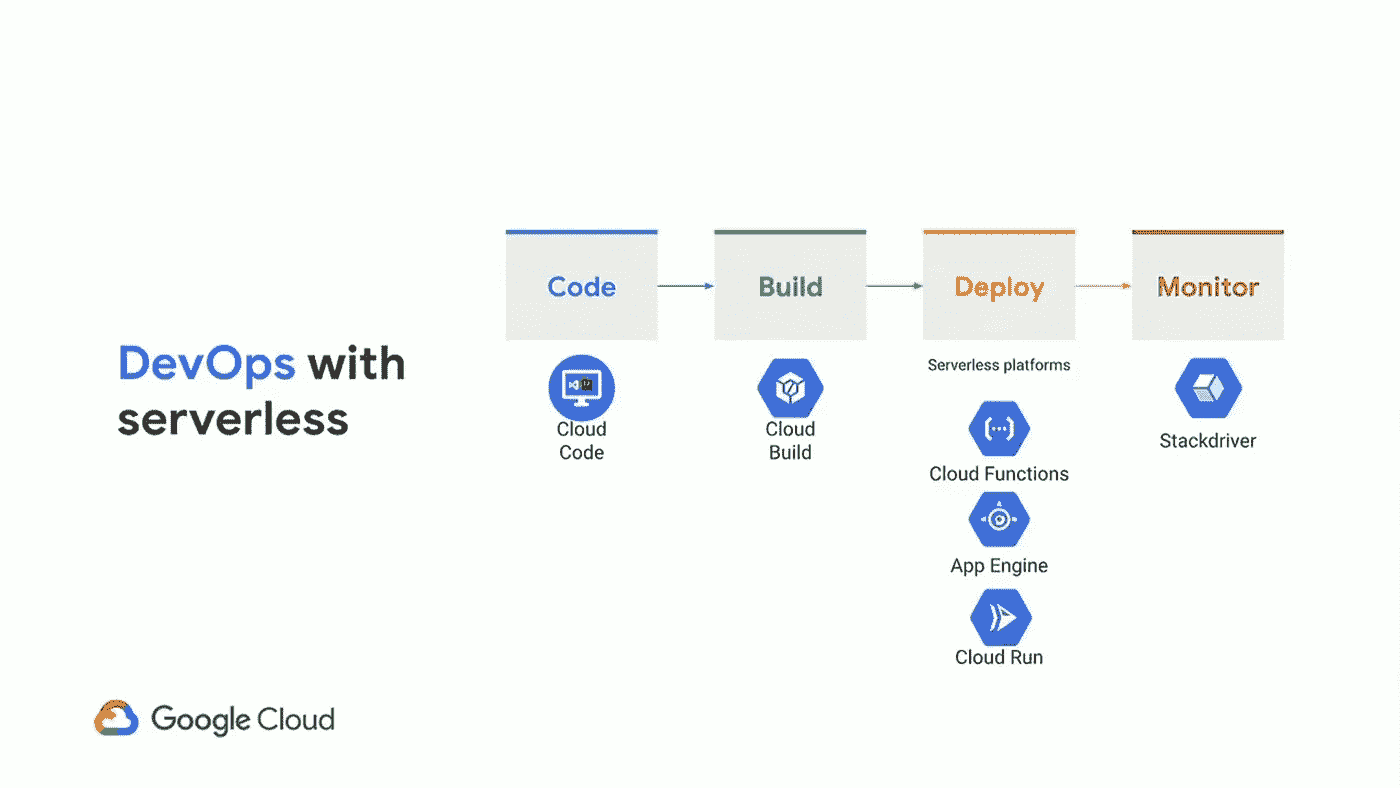 DevOps with
serverless
Code
Build
Deploy
Monitor
Cloud
Code
Cloud
Build
Serverless platforms
Cloud Functions
App Engine
Cloud Run
Stackdriver
Google Cloud